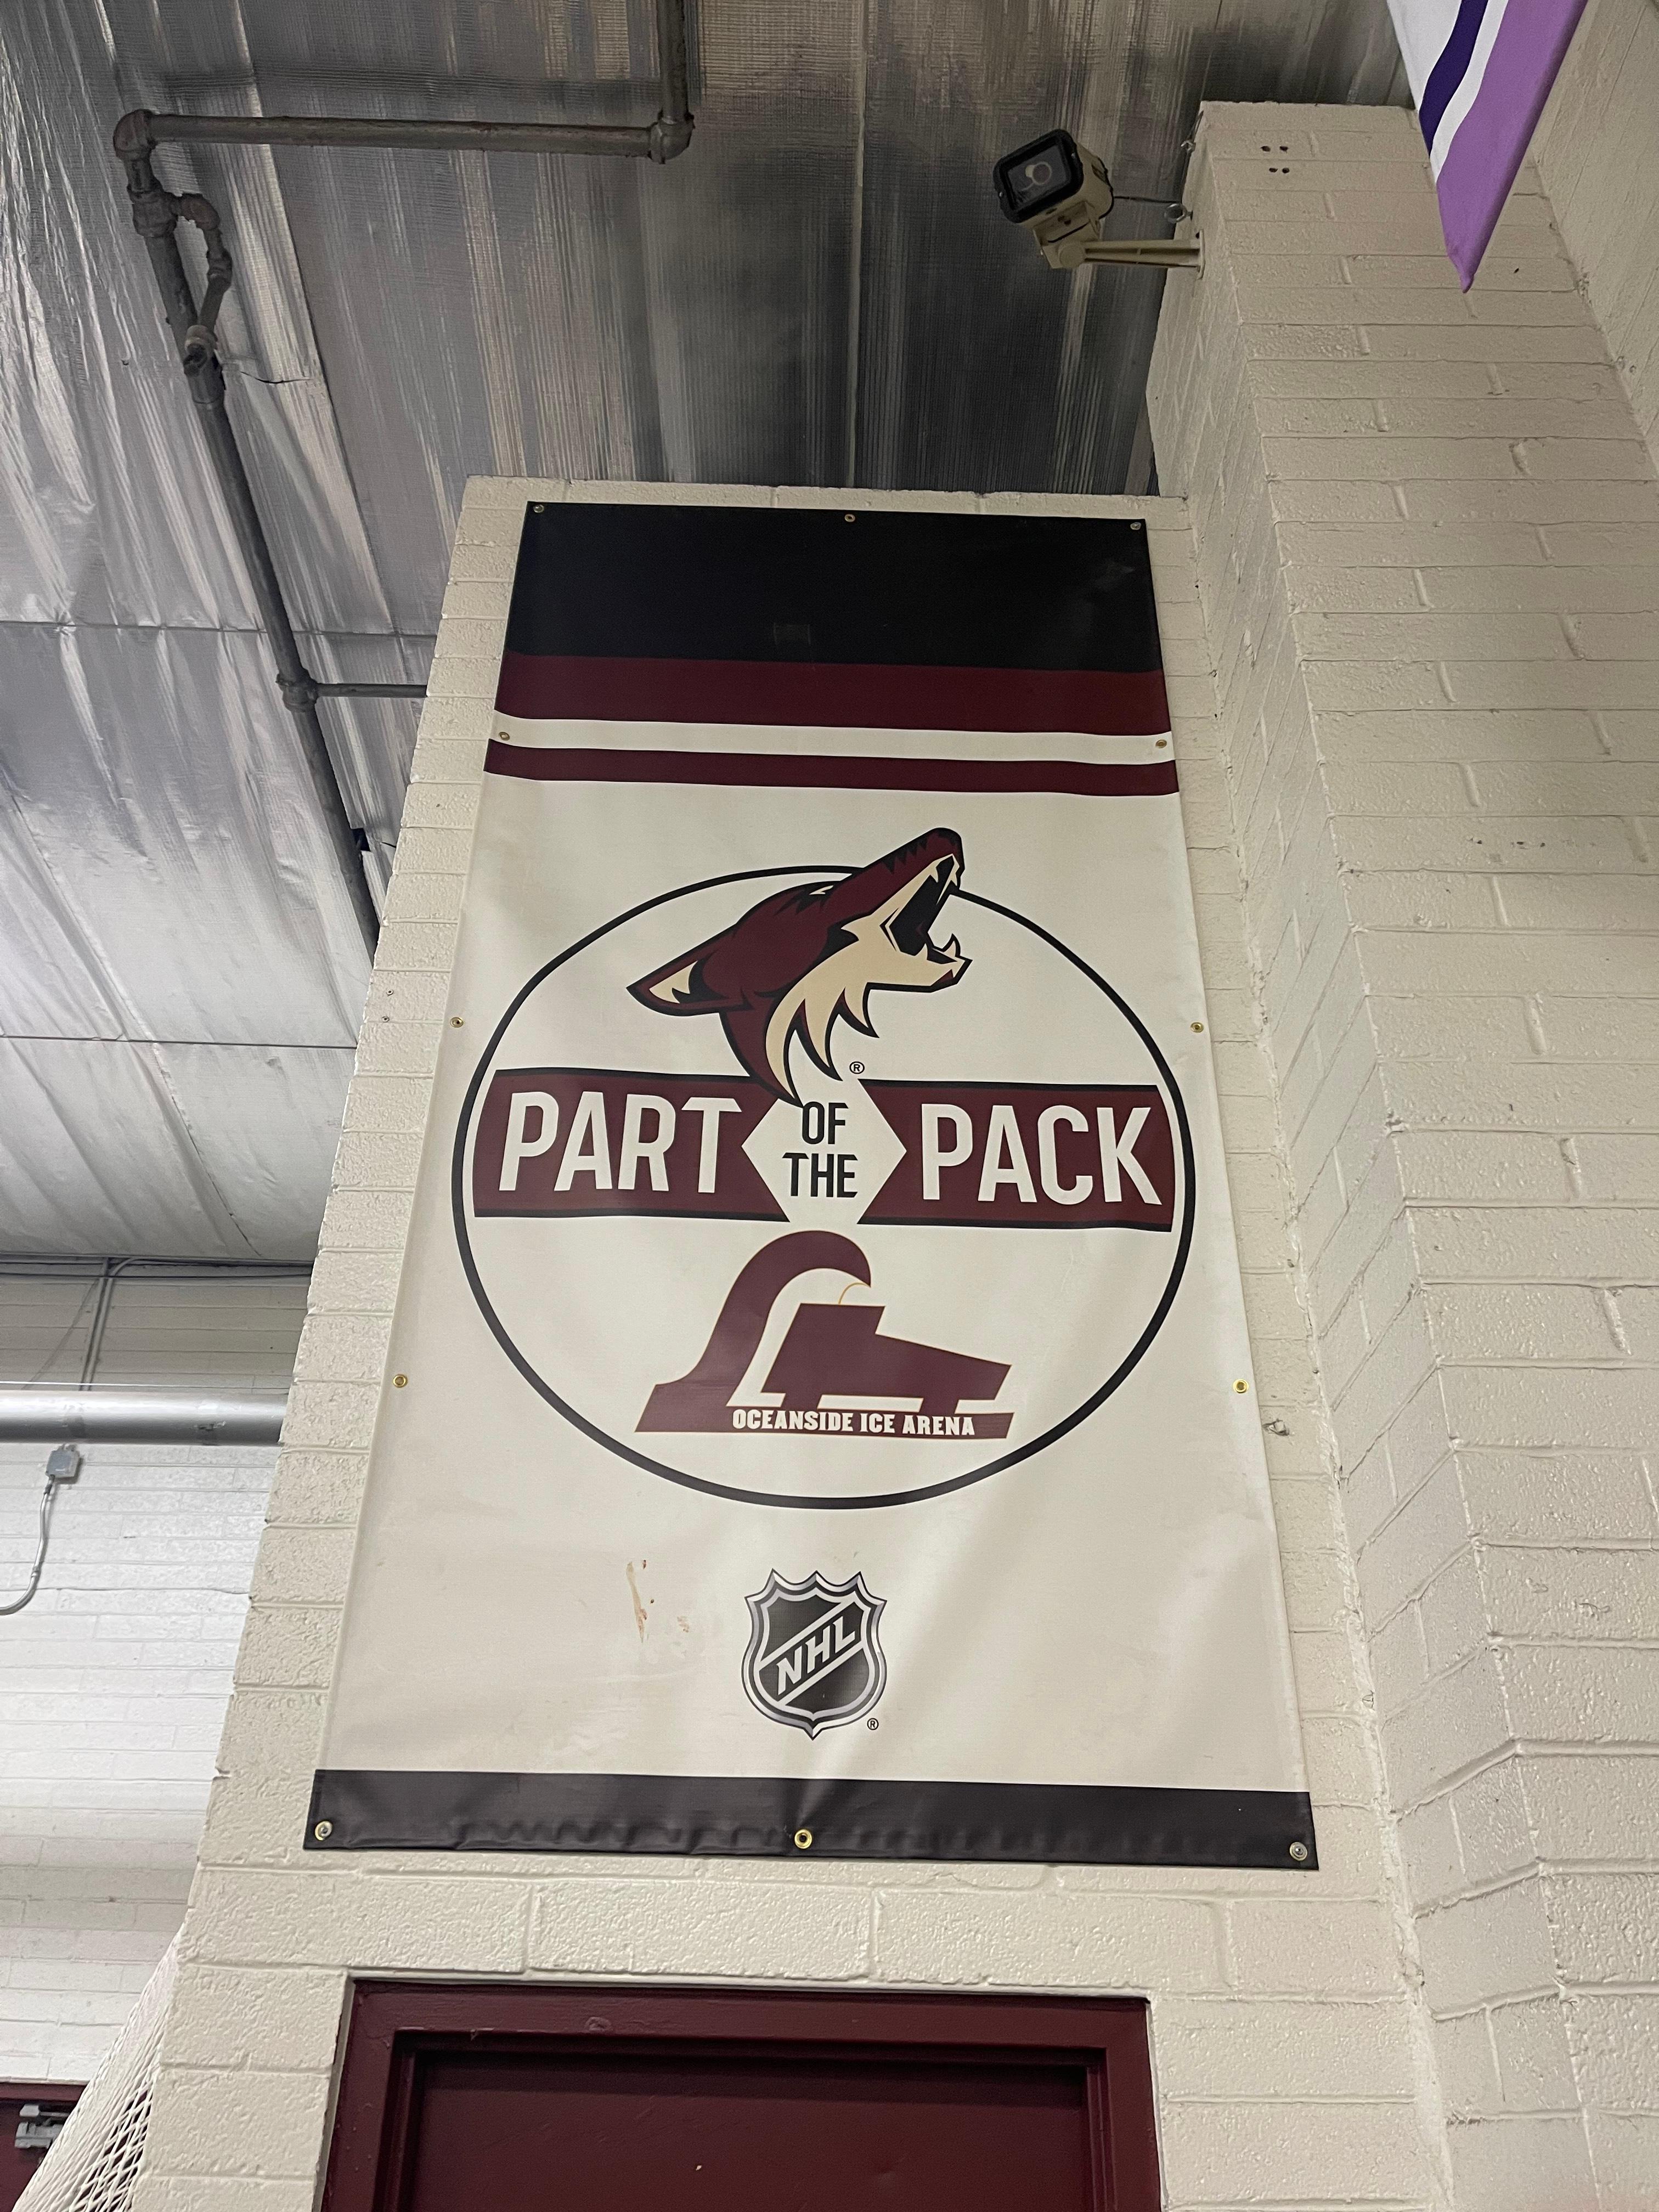 ®
PART OF THE PACK
OCEANSIDE ICE ARENA
NHL
®